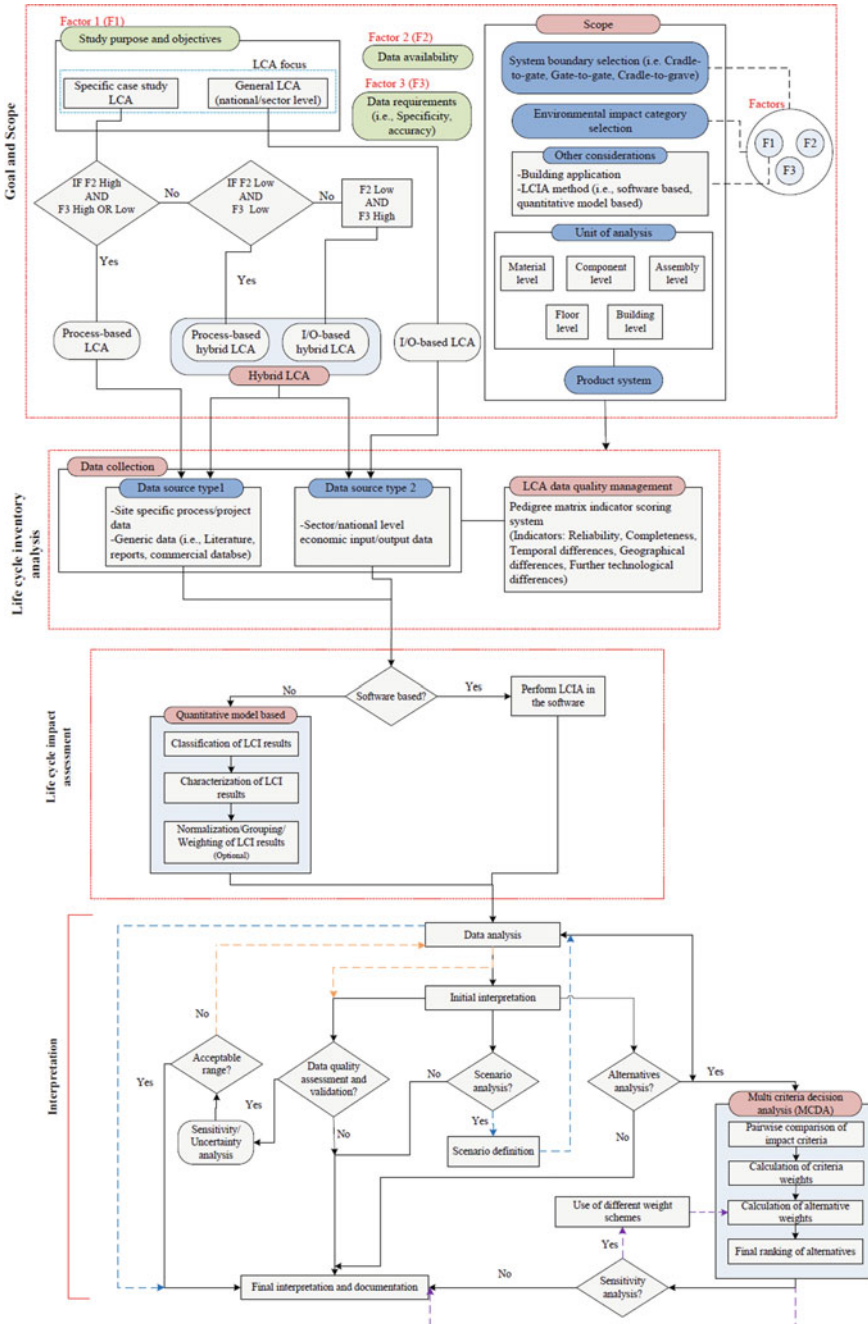 Goal and Scope
Factor 1 (F1)
Study purpose and objectives
LCA focus
Specific case study
LCA
General LCA
(national/sector level)
Factor 2 (F2)
Data availability
Factor 3 (F3)
Data requirements
(i.e., Specificity,
accuracy)
IF F2 High
AND
F3 High OR Low
No
IF F2 Low
AND
F3 Low
No
F2 Low
AND
F3 High
Yes
Yes
Process-based
LCA
Process-based
hybrid LCA
I/O-based
hybrid LCA
I/O-based LCA
Hybrid LCA
Scope
System boundary selection (i.e. Cradle-
to-gate, Gate-to-gate, Cradle-to-grave)
Environmental impact category
selection
Other considerations
-Building application
-LCIA method (i.e., software based,
quantitative model based)
Factors
F1
F2
F3
Unit of analysis
Material
level
Component
level
Assembly
level
Floor
level
Building
level
Product system
Life cycle inventory
analysis
Data collection
Data source type1
-Site specific process/project
data
-Generic data (i.e., Literature,
reports, commercial databse)
Data source type 2
-Sector/national level
economic input/output data
LCA data quality management
Pedigree matrix indicator scoring
system
(Indicators: Reliability, Completeness,
Temporal differences, Geographical
differences, Further technological
differences)
Life cycle impact
assessment
Software based?
No
Yes
Perform LCIA in
the software
Quantitative model based
Classification of LCI results
Characterization of LCI
results
Normalization/Grouping/
Weighting of LCI results
(Optional)
Interpretation
Data analysis
Initial interpretation
No
Acceptable
range?
Yes
Sensitivity/
Uncertainty
analysis
Yes
No
Data quality
assessment and
validation?
No
No
Scenario
analysis?
Yes
Scenario definition
Alternatives
analysis?
Yes
No
Multi criteria decision
analysis (MCDA)
Pairwise comparison of
impact criteria
Calculation of criteria
weights
Calculation of alternative
weights
Final ranking of alternatives
Use of different weight
schemes
Yes
Sensitivity
analysis?
No
Final interpretation and documentation